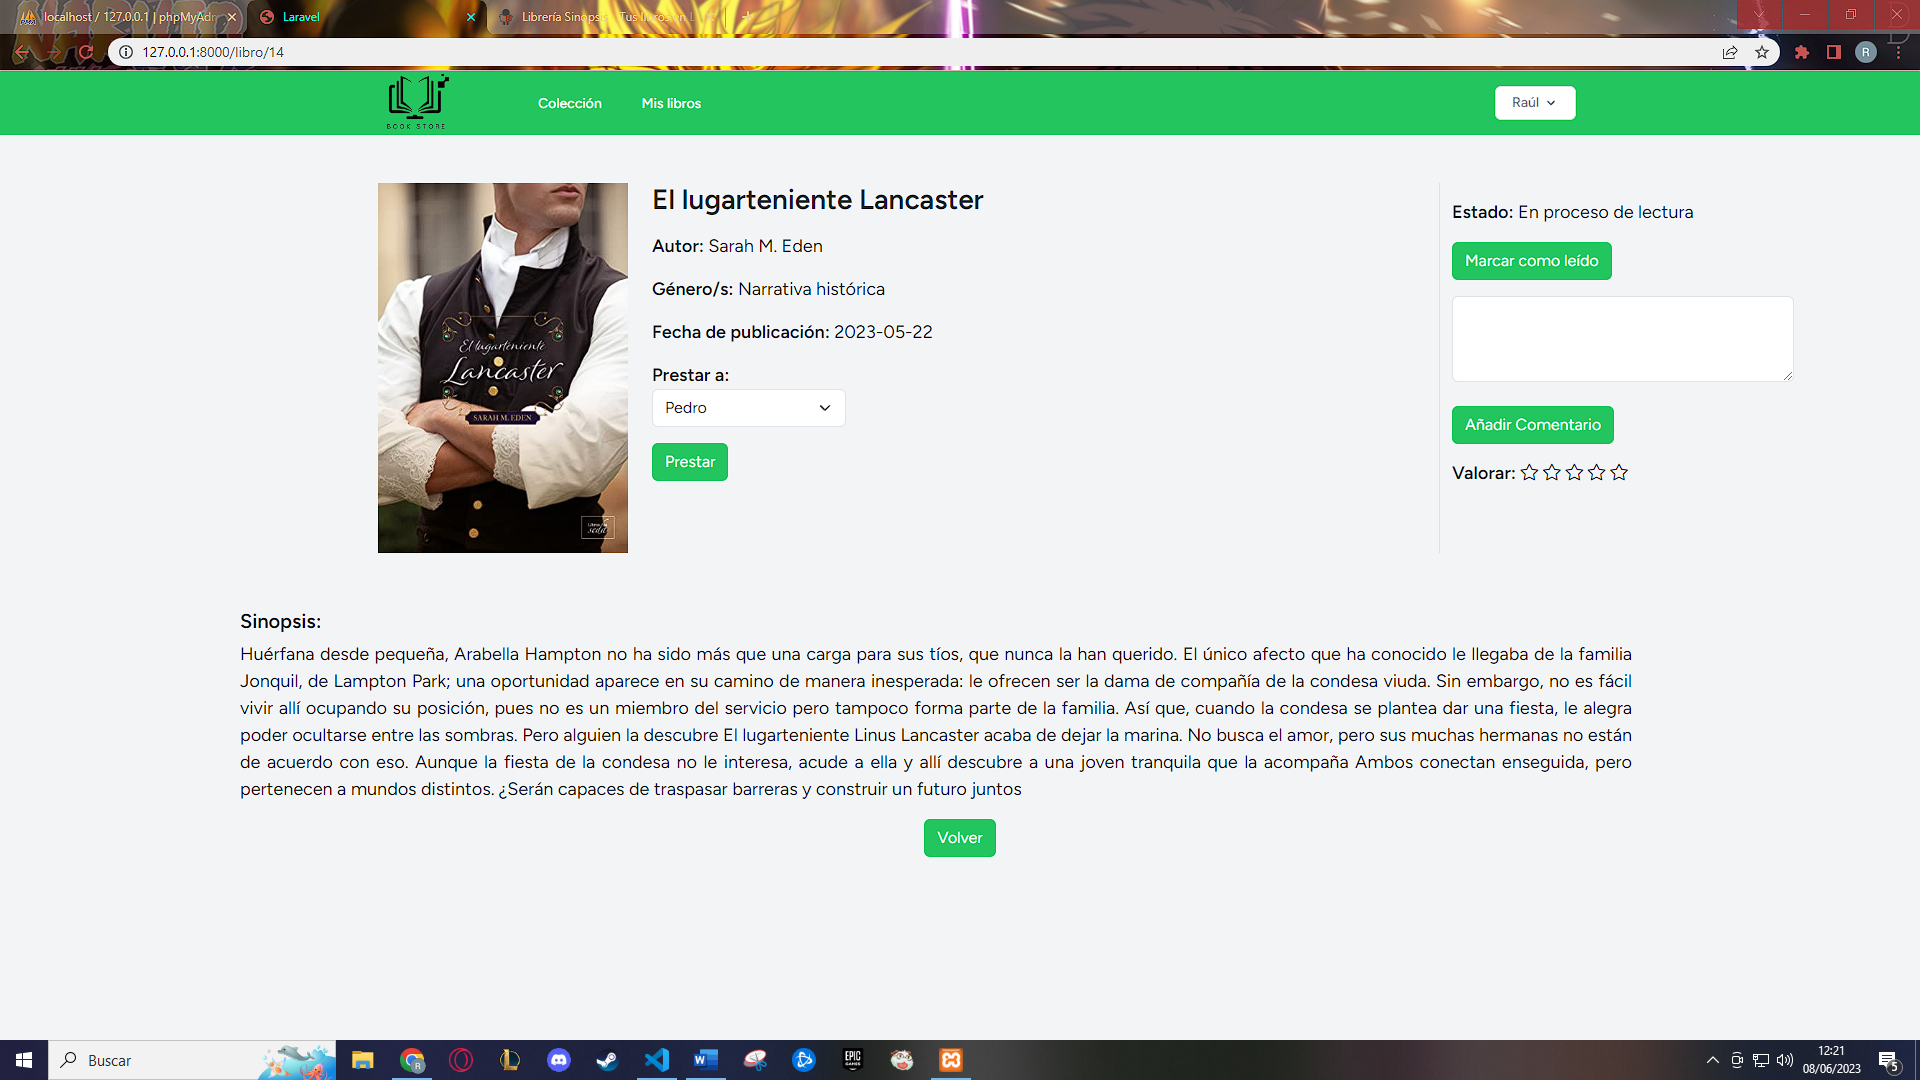 localhost / 127.0.0.1 | phpMyAdm
Laravel
Librería Sinopsis
Tus libros en L
127.0.0.1:8000/libro/14
R
BOOK STORE
Colección
Mis libros
Raúl
El lugarteniente
Lancaster
SARAH M. EDEN
Libros de
seda
El lugarteniente Lancaster
Autor: Sarah M. Eden
Género/s: Narrativa histórica
Fecha de publicación: 2023-05-22
Prestar a:
Pedro
Prestar
Estado: En proceso de lectura
Marcar como leído
Añadir Comentario
Valorar:
Sinopsis:
Huérfana desde pequeña, Arabella Hampton no ha sido más que una carga para sus tíos, que nunca la han querido. El único afecto que ha conocido le llegaba de la familia
Jonquil, de Lampton Park; una oportunidad aparece en su camino de manera inesperada: le ofrecen ser la dama de compañía de la condesa viuda. Sin embargo, no es fácil
vivir allí ocupando su posición, pues no es un miembro del servicio pero tampoco forma parte de la familia. Así que, cuando la condesa se plantea dar una fiesta, le alegra
poder ocultarse entre las sombras. Pero alguien la descubre El lugarteniente Linus Lancaster acaba de dejar la marina. No busca el amor, pero sus muchas hermanas no están
de acuerdo con eso. Aunque la fiesta de la condesa no le interesa, acude a ella y allí descubre a una joven tranquila que la acompaña Ambos conectan enseguida, pero
pertenecen a mundos distintos. ¿Serán capaces de traspasar barreras y construir un futuro juntos
Volver
Buscar
EPIC
GAMES
12:21
08/06/2023
5